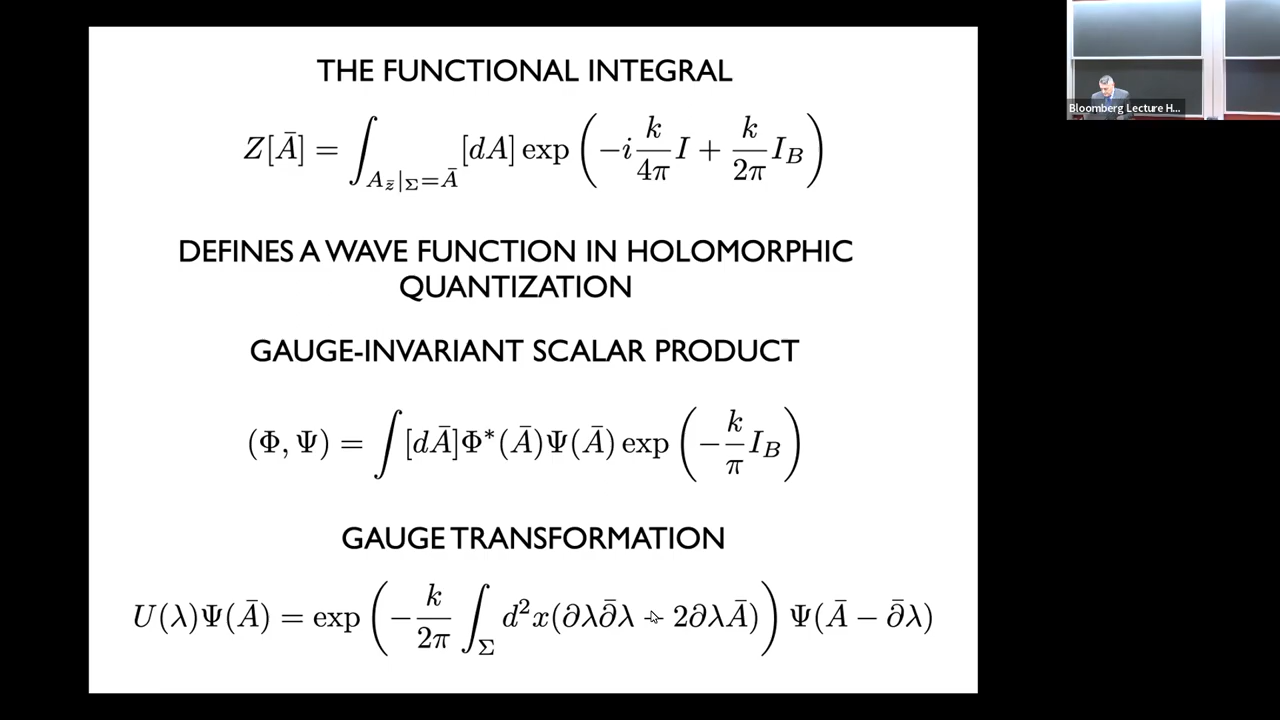 THE FUNCTIONAL INTEGRAL
Z[Ā] = ∫_{A_{z̄}|_Σ=Ā} [dA] exp(−i k/4π I + k/2π I_B)
DEFINES A WAVE FUNCTION IN HOLOMORPHIC
QUANTIZATION
GAUGE-INVARIANT SCALAR PRODUCT
(Φ, Ψ) = ∫[dĀ]Φ*(Ā)Ψ(Ā) exp(−k/π I_B)
GAUGE TRANSFORMATION
U(λ)Ψ(Ā) = exp(−k/2π ∫_Σ d²x(∂λ∂̄λ + 2∂λĀ)) Ψ(Ā − ∂̄λ)
Bloomberg Lecture H...